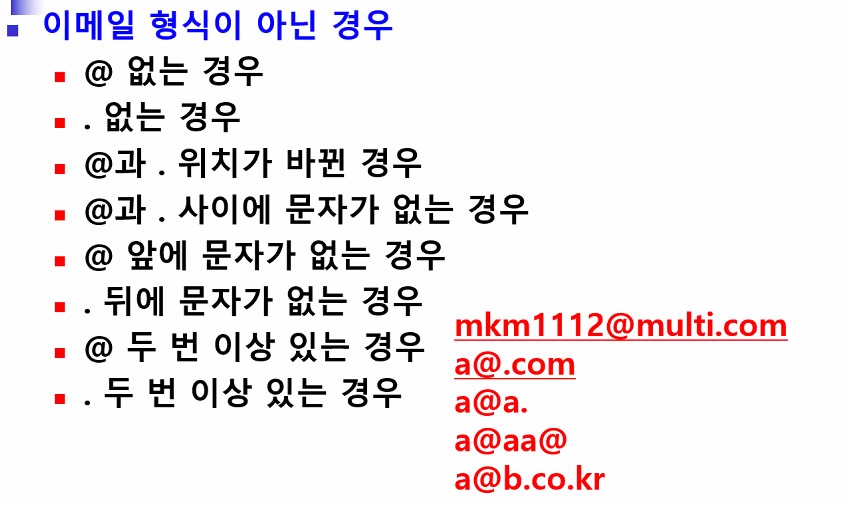 이메일 형식이 아닌 경우
@ 없는 경우
. 없는 경우
@과 . 위치가 바뀐 경우
@과 . 사이에 문자가 없는 경우
@ 앞에 문자가 없는 경우
. 뒤에 문자가 없는 경우
@ 두 번 이상 있는 경우
. 두 번 이상 있는 경우
mkm1112@multi.com
a@.com
a@a.
a@aa@
a@b.co.kr